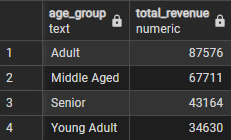 age_group total_revenue
text numeric
1 Adult 87576
2 Middle Aged 67711
3 Senior 43164
4 Young Adult 34630